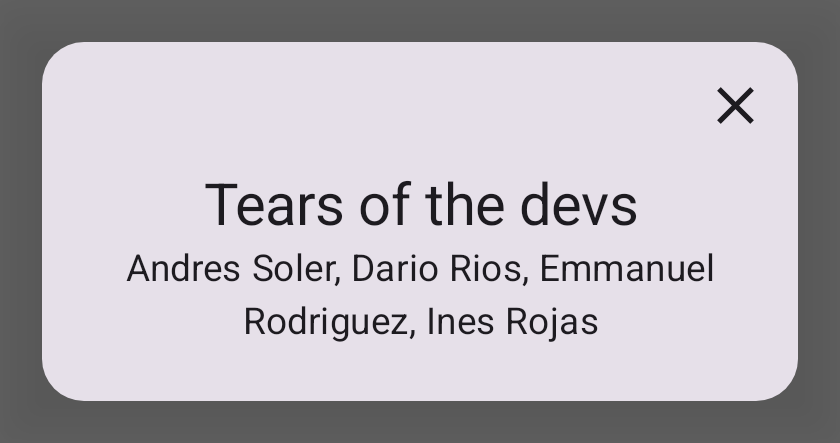 Tears of the devs
Andres Soler, Dario Rios, Emmanuel
Rodriguez, Ines Rojas